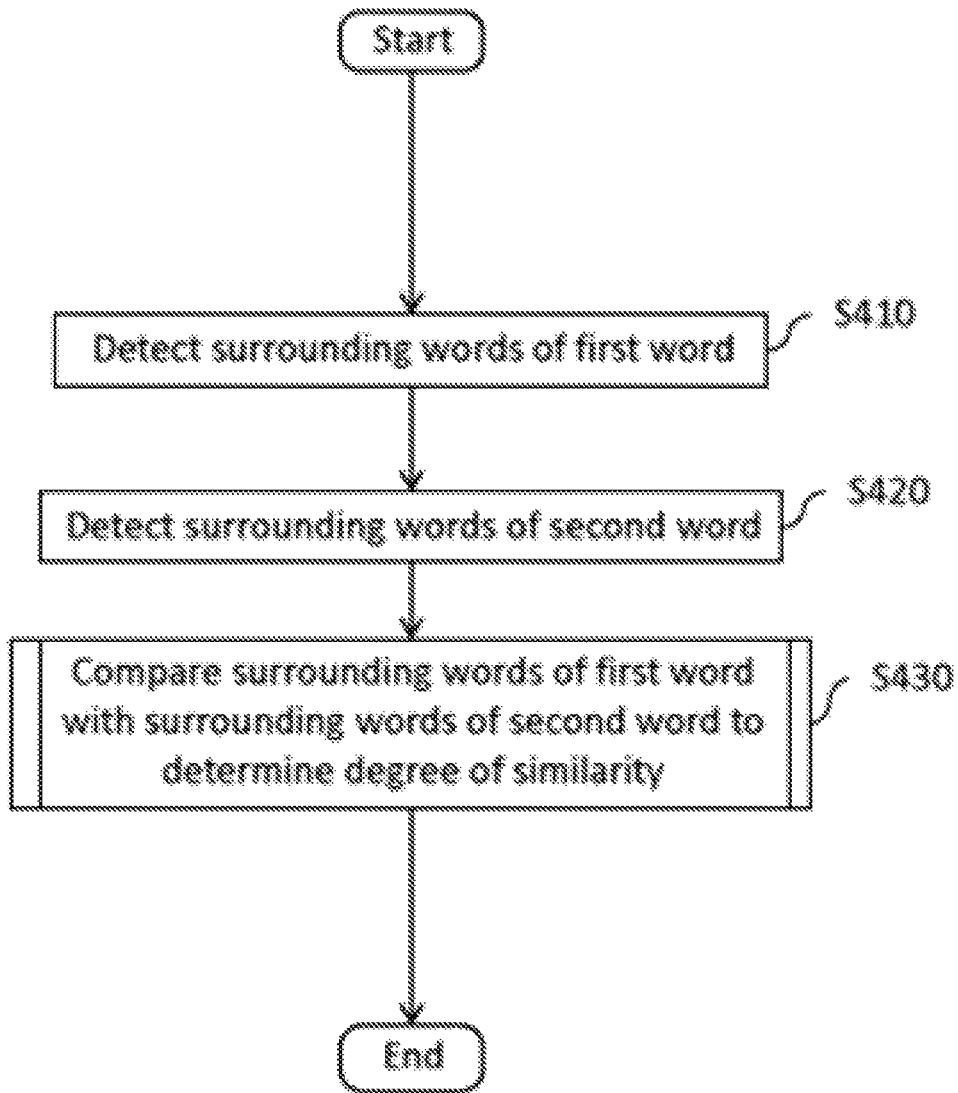 Start
S410
Detect surrounding words of first word
S420
Detect surrounding words of second word
S430
Compare surrounding words of first word
with surrounding words of second word to
determine degree of similarity
End